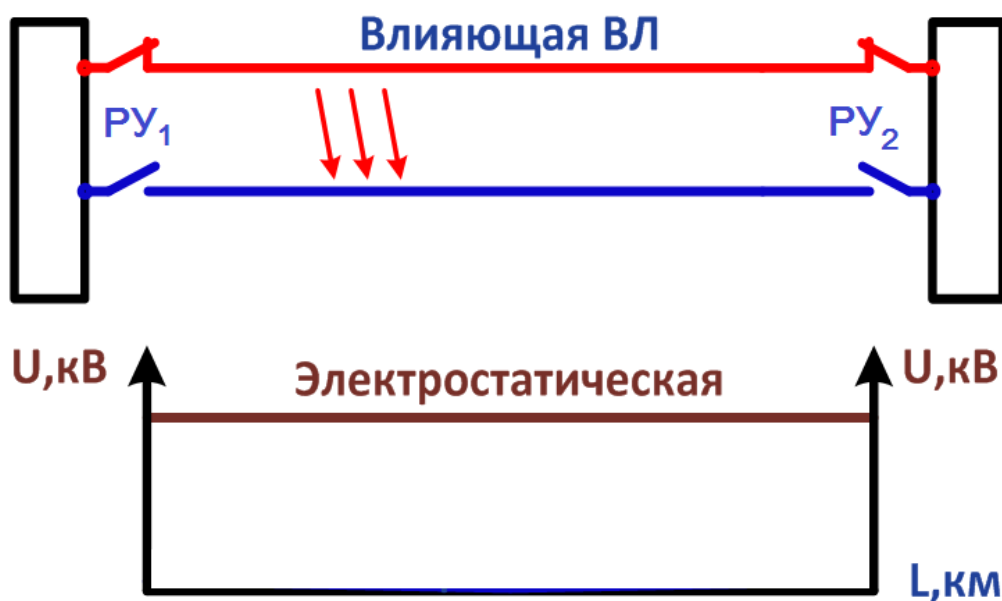 Влияющая ВЛ
РУ₁
РУ₂
U,кВ
Электростатическая
U,кВ
L,км